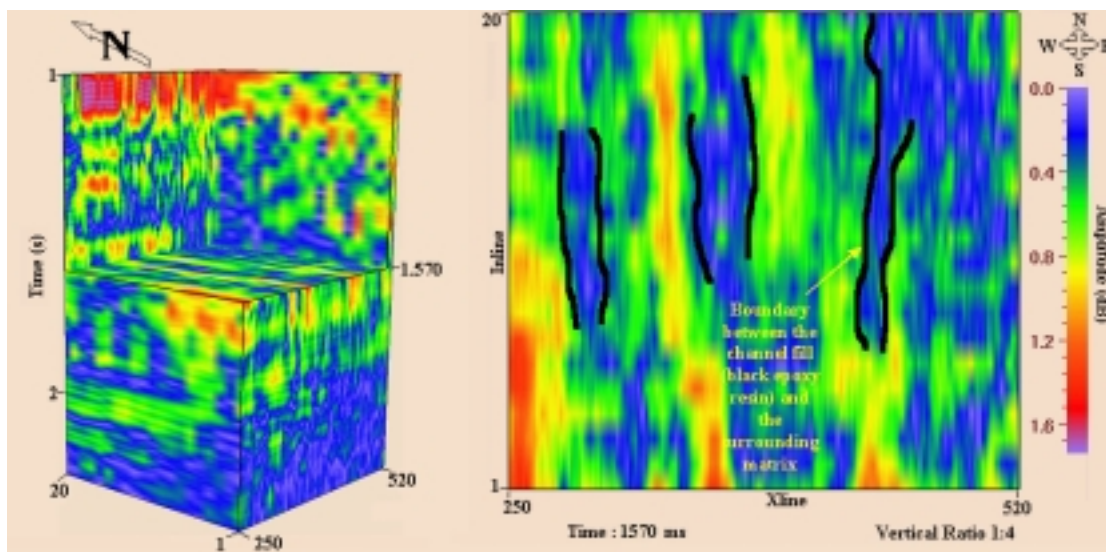 N
1
Time (s)
1.570
2
20
520
1
250
20
Inline
1
250
Xline
520
Time : 1570 ms
Vertical Ratio 1:4
Boundary
between the
channel fill
(black epoxy
resin) and
the
surrounding
matrix
N
W
E
S
0.0
0.4
0.8
1.2
1.6
Amplitude (dB)